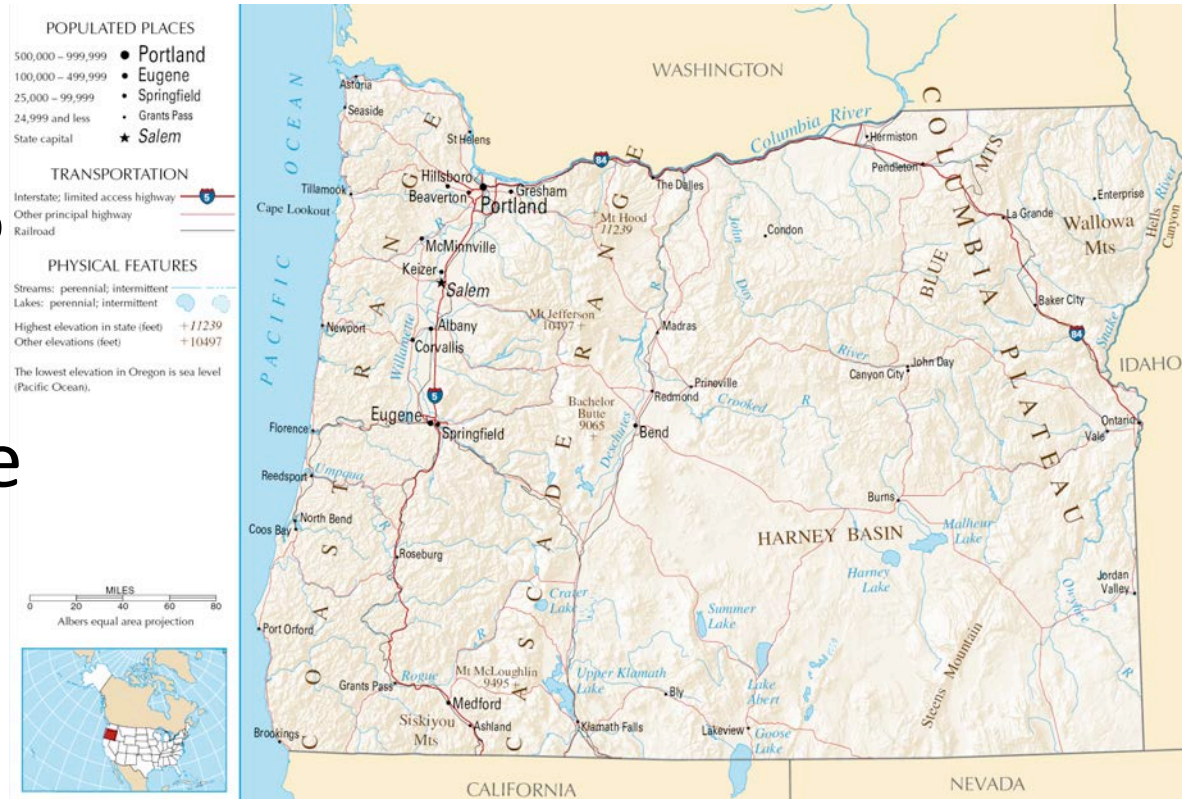 POPULATED PLACES
500,000 – 999,999 ● Portland
100,000 – 499,999 • Eugene
25,000 – 99,999 • Springfield
24,999 and less • Grants Pass
State capital ★ Salem
TRANSPORTATION
Interstate; limited access highway 5
Other principal highway
Railroad
PHYSICAL FEATURES
Streams: perennial; intermittent
Lakes: perennial; intermittent
Highest elevation in state (feet) +11239
Other elevations (feet) +10497
The lowest elevation in Oregon is sea level
(Pacific Ocean).
e
MILES
0 20 40 60 80
Albers equal area projection
PACIFIC OCEAN
WASHINGTON
IDAHO
CALIFORNIA
NEVADA
COAST RANGE
CASCADE RANGE
COLUMBIA PLATEAU
Astoria
Seaside
St Helens
Columbia River
Hermiston
Pendleton
84
Hillsboro
Beaverton
Portland
Gresham
The Dalles
Tillamook
Cape Lookout
Mt Hood
11239
John
Day
River
Condon
BLUE
MTS
La Grande
Enterprise
Wallowa
Mts
Hells
Canyon
Snake
River
McMinnville
R
Keizer
Salem
Mt Jefferson
10497 +
Madras
R
Baker City
84
Newport
Willamette
Albany
Corvallis
5
John Day
Canyon City
Prineville
Redmond
Crooked
R
Bachelor
Butte
9065
+
Deschutes
Bend
Eugene
Springfield
Florence
Ontario
Vale
Reedsport
Umpqua
R
Burns
North Bend
Coos Bay
HARNEY BASIN
Malheur
Lake
Harney
Lake
Roseburg
Crater
Lake
Summer
Lake
Jordan
Valley
Owyhee
R
Port Orford
R
Rogue
Grants Pass
Mt McLoughlin
9495 +
Upper Klamath
Lake
Bly
Lake
Abert
Steens Mountain
Medford
Siskiyou
Mts
Ashland
Klamath Falls
Lakeview
Goose
Lake
Brookings